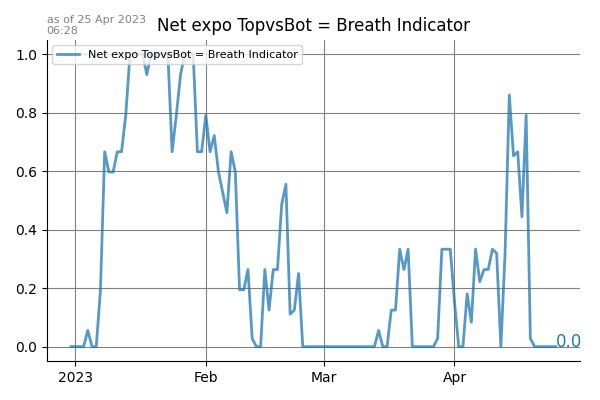 as of 25 Apr 2023
06:28
Net expo TopvsBot = Breath Indicator
Net expo TopvsBot = Breath Indicator
1.0
0.8
0.6
0.4
0.2
0.0
0.0
2023 Feb Mar Apr